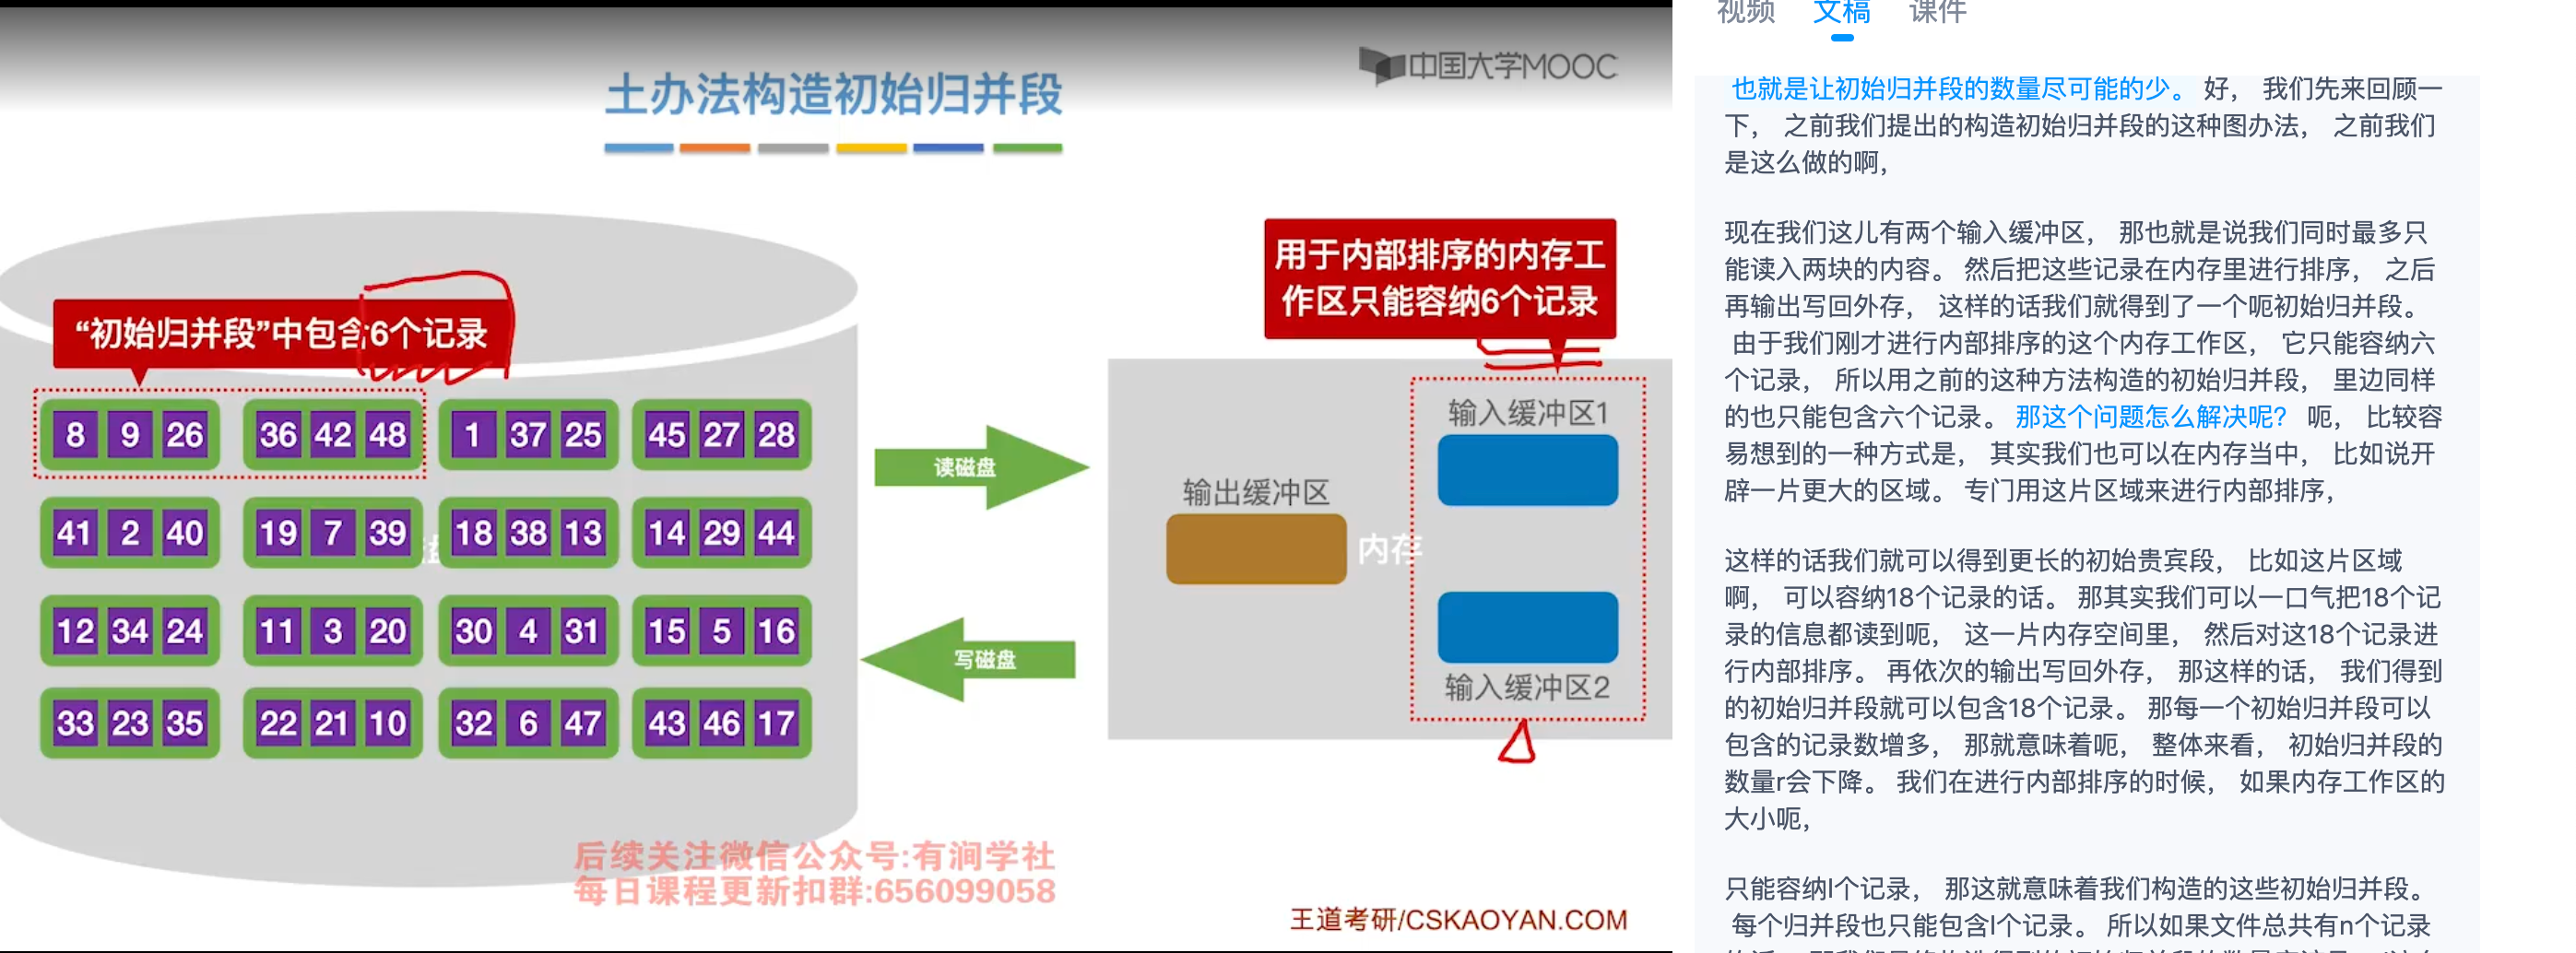 中国大学MOOC
土办法构造初始归并段
“初始归并段”中包含6个记录
8 9 26 36 42 48 1 37 25 45 27 28
41 2 40 19 7 39 18 38 13 14 29 44
12 34 24 11 3 20 30 4 31 15 5 16
33 23 35 22 21 10 32 6 47 43 46 17
读磁盘
写磁盘
用于内部排序的内存工
作区只能容纳6个记录
输入缓冲区1
输出缓冲区
内存
输入缓冲区2
后续关注微信公众号:有涧学社
每日课程更新扣群:656099058
王道考研/CSKAOYAN.COM
视频 文稿 课件
也就是让初始归并段的数量尽可能的少。 好， 我们先来回顾一
下， 之前我们提出的构造初始归并段的这种图办法， 之前我们
是这么做的啊，
现在我们这儿有两个输入缓冲区， 那也就是说我们同时最多只
能读入两块的内容。 然后把这些记录在内存里进行排序， 之后
再输出写回外存， 这样的话我们就得到了一个呃初始归并段。
由于我们刚才进行内部排序的这个内存工作区， 它只能容纳六
个记录， 所以用之前的这种方法构造的初始归并段， 里边同样
的也只能包含六个记录。 那这个问题怎么解决呢? 呃， 比较容
易想到的一种方式是， 其实我们也可以在内存当中， 比如说开
辟一片更大的区域。 专门用这片区域来进行内部排序，
这样的话我们就可以得到更长的初始贵宾段， 比如这片区域
啊， 可以容纳18个记录的话。 那其实我们可以一口气把18个记
录的信息都读到呃， 这一片内存空间里， 然后对这18个记录进
行内部排序。 再依次的输出写回外存， 那这样的话， 我们得到
的初始归并段就可以包含18个记录。 那每一个初始归并段可以
包含的记录数增多， 那就意味着呃， 整体来看， 初始归并段的
数量r会下降。 我们在进行内部排序的时候， 如果内存工作区的
大小呃，
只能容纳l个记录， 那这就意味着我们构造的这些初始归并段。
每个归并段也只能包含l个记录。 所以如果文件总共有n个记录